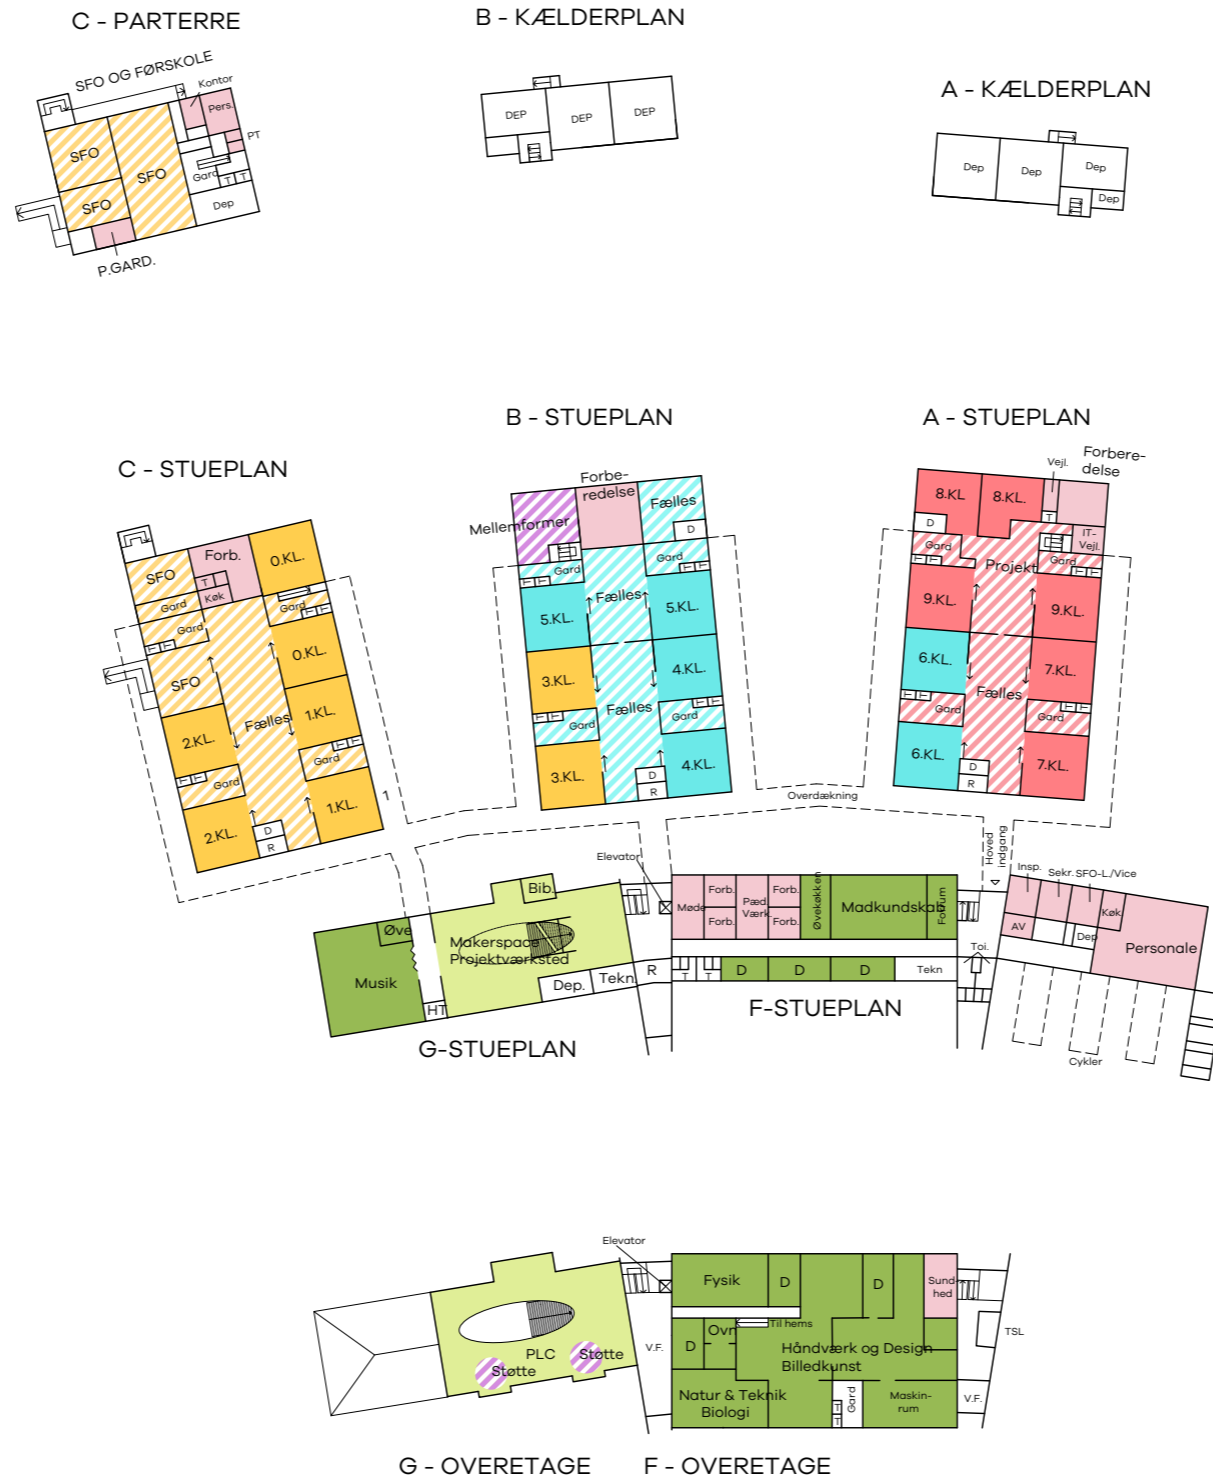 C - PARTERRE
B - KÆLDERPLAN
A - KÆLDERPLAN
SFO OG FØRSKOLE
Kontor
Pers.
PT
SFO
SFO
SFO
Gard
T T
Dep
P.GARD.
DEP
DEP
DEP
Dep
Dep
Dep
Dep
C - STUEPLAN
B - STUEPLAN
A - STUEPLAN
SFO
Forb.
0.KL.
T
Køk
Gard
Gard
Gard
T T
T T
SFO
0.KL.
Fælles
1.KL.
2.KL.
Gard
T T
T T
Gard
2.KL.
D
R
1.KL.
Forbe-
redelse
Mellemformer
Fælles
D
Gard
T T
Gard
T T
5.KL.
Fælles
5.KL.
3.KL.
4.KL.
Fælles
T T
Gard
Gard
T T
3.KL.
D
R
4.KL.
Vejl.
Forbere-
delse
8.KL
8.KL.
D
T
IT-
Vejl.
Gard
T T
Projekt
Gard
T T
9.KL.
9.KL.
6.KL.
7.KL.
Fælles
T T
Gard
Gard
T T
6.KL.
D
R
7.KL.
Overdækning
Hoved
indgang
Elevator
Insp.
Sekr.
SFO-L./Vice
Køk.
AV
Dep
Personale
Toi.
Cykler
Møde
Forb.
Forb.
Pæd.
Værk.
Forb.
Forb.
Øvekøkken
Madkundskab
Forrum
T
T
D
D
D
Tekn
F-STUEPLAN
Bib.
Øve
Makerspace
Projektværksted
Musik
HT
Dep.
Tekn.
R
G-STUEPLAN
Elevator
Fysik
D
D
Sund-
hed
Til hems
Ovn
D
Håndværk og Design
Billedkunst
Natur & Teknik
Biologi
T
T
Gard
Maskin-
rum
V.F.
V.F.
TSL
PLC
Støtte
Støtte
G - OVERETAGE
F - OVERETAGE